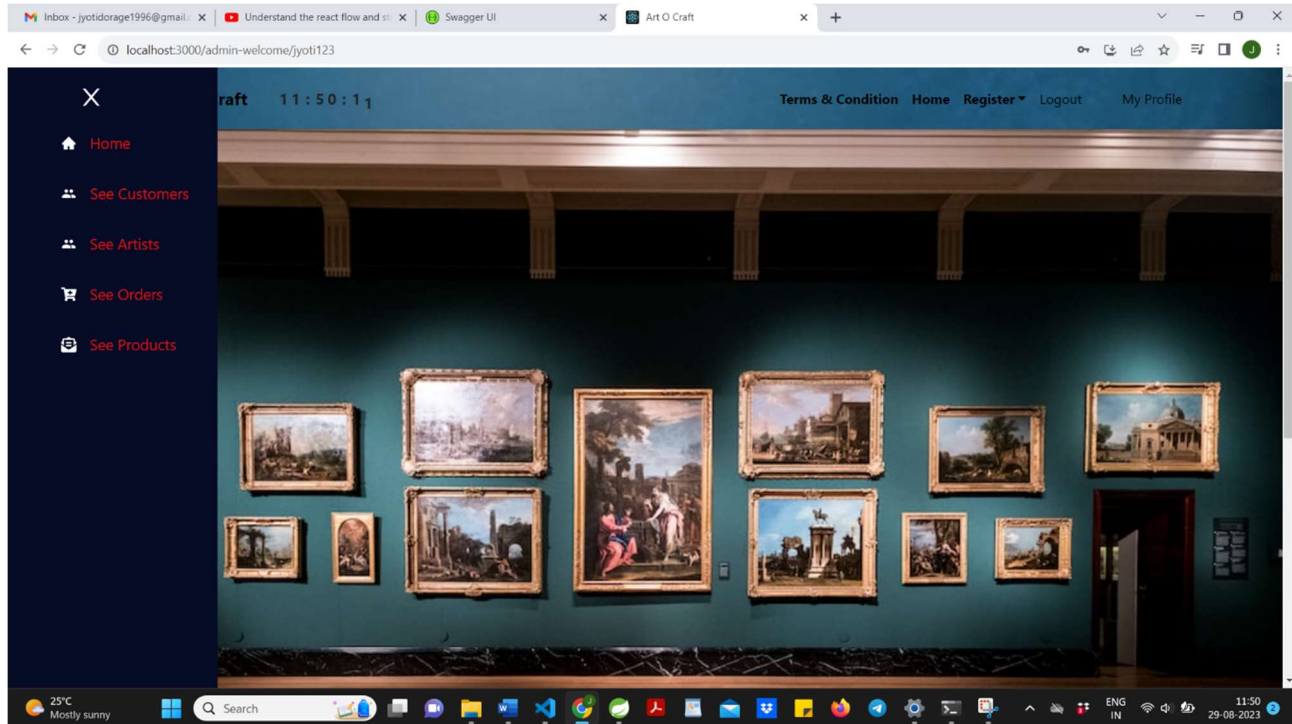 Inbox - jyotidorage1996@gmail.c
Understand the react flow and st
Swagger UI
Art O Craft
localhost:3000/admin-welcome/jyoti123
J
X
raft 11:50:11
Terms & Condition Home Register Logout My Profile
Home
See Customers
See Artists
See Orders
See Products
25°C
Mostly sunny
Search
ENG
IN
11:50
29-08-2023
2